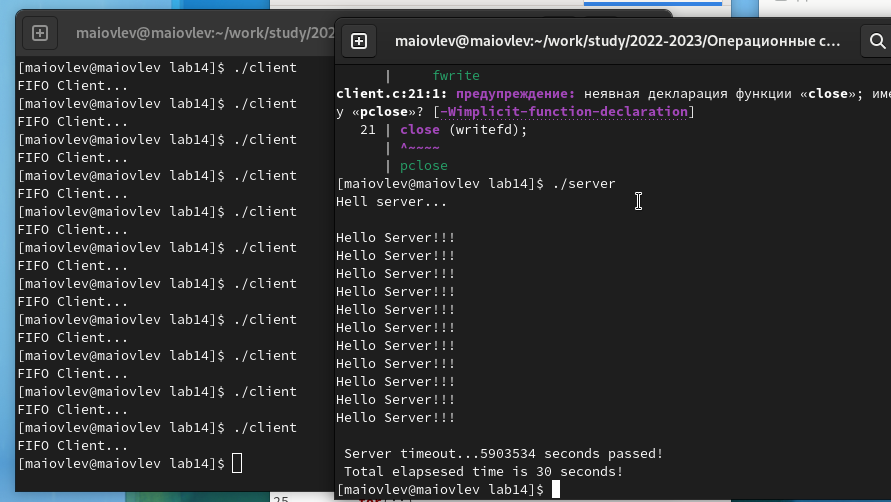 maiovlev@maiovlev:~/work/study/202
[maiovlev@maiovlev lab14]$ ./client
FIFO Client...
[maiovlev@maiovlev lab14]$ ./client
FIFO Client...
[maiovlev@maiovlev lab14]$ ./client
FIFO Client...
[maiovlev@maiovlev lab14]$ ./client
FIFO Client...
[maiovlev@maiovlev lab14]$ ./client
FIFO Client...
[maiovlev@maiovlev lab14]$ ./client
FIFO Client...
[maiovlev@maiovlev lab14]$ ./client
FIFO Client...
[maiovlev@maiovlev lab14]$ ./client
FIFO Client...
[maiovlev@maiovlev lab14]$ ./client
FIFO Client...
[maiovlev@maiovlev lab14]$ ./client
FIFO Client...
[maiovlev@maiovlev lab14]$ ./client
FIFO Client...
[maiovlev@maiovlev lab14]$
maiovlev@maiovlev:~/work/study/2022-2023/Операционные с...
| fwrite
client.c:21:1: предупреждение: неявная декларация функции «close»; име
у «pclose»? [-Wimplicit-function-declaration]
21 | close (writefd);
| ^~~~~
| pclose
[maiovlev@maiovlev lab14]$ ./server
Hell server...
Hello Server!!!
Hello Server!!!
Hello Server!!!
Hello Server!!!
Hello Server!!!
Hello Server!!!
Hello Server!!!
Hello Server!!!
Hello Server!!!
Hello Server!!!
Hello Server!!!
Server timeout...5903534 seconds passed!
Total elapsesed time is 30 seconds!
[maiovlev@maiovlev lab14]$
25